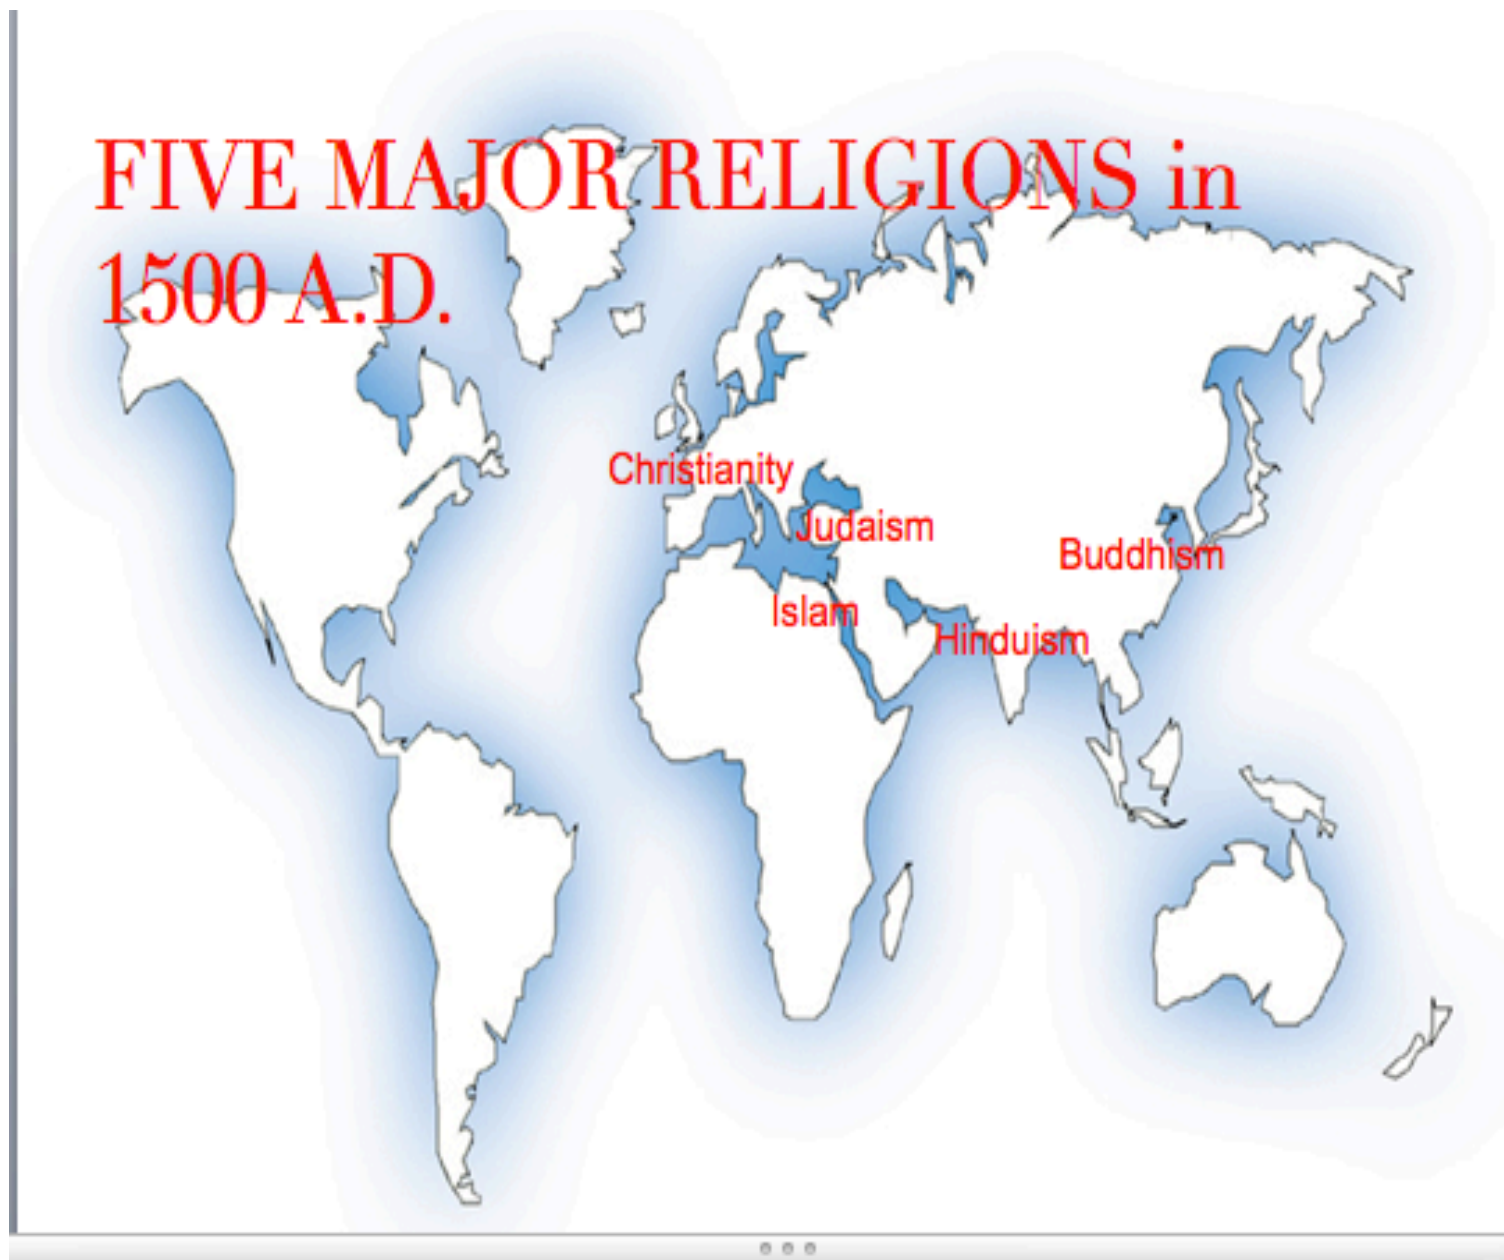 FIVE MAJOR RELIGIONS in
1500 A.D.
Christianity
Judaism
Buddhism
Islam
Hinduism